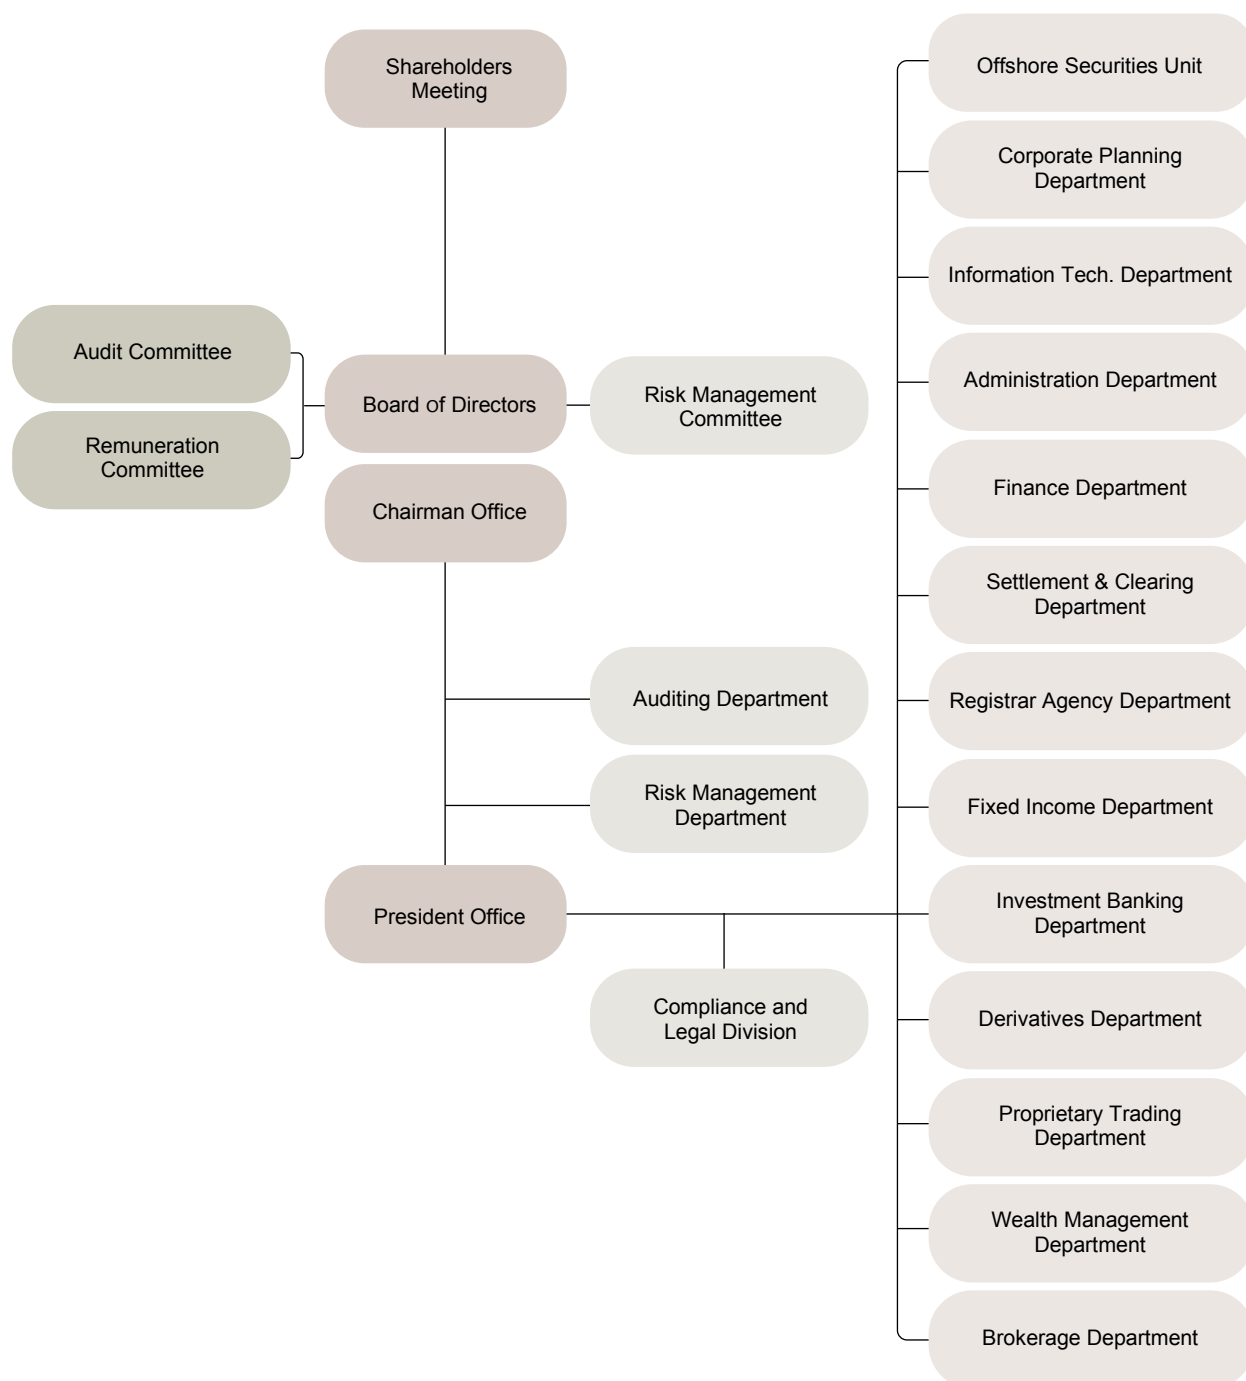 Shareholders
Meeting
Audit Committee
Remuneration
Committee
Board of Directors
Risk Management
Committee
Chairman Office
Auditing Department
Risk Management
Department
President Office
Compliance and
Legal Division
Offshore Securities Unit
Corporate Planning
Department
Information Tech. Department
Administration Department
Finance Department
Settlement & Clearing
Department
Registrar Agency Department
Fixed Income Department
Investment Banking
Department
Derivatives Department
Proprietary Trading
Department
Wealth Management
Department
Brokerage Department